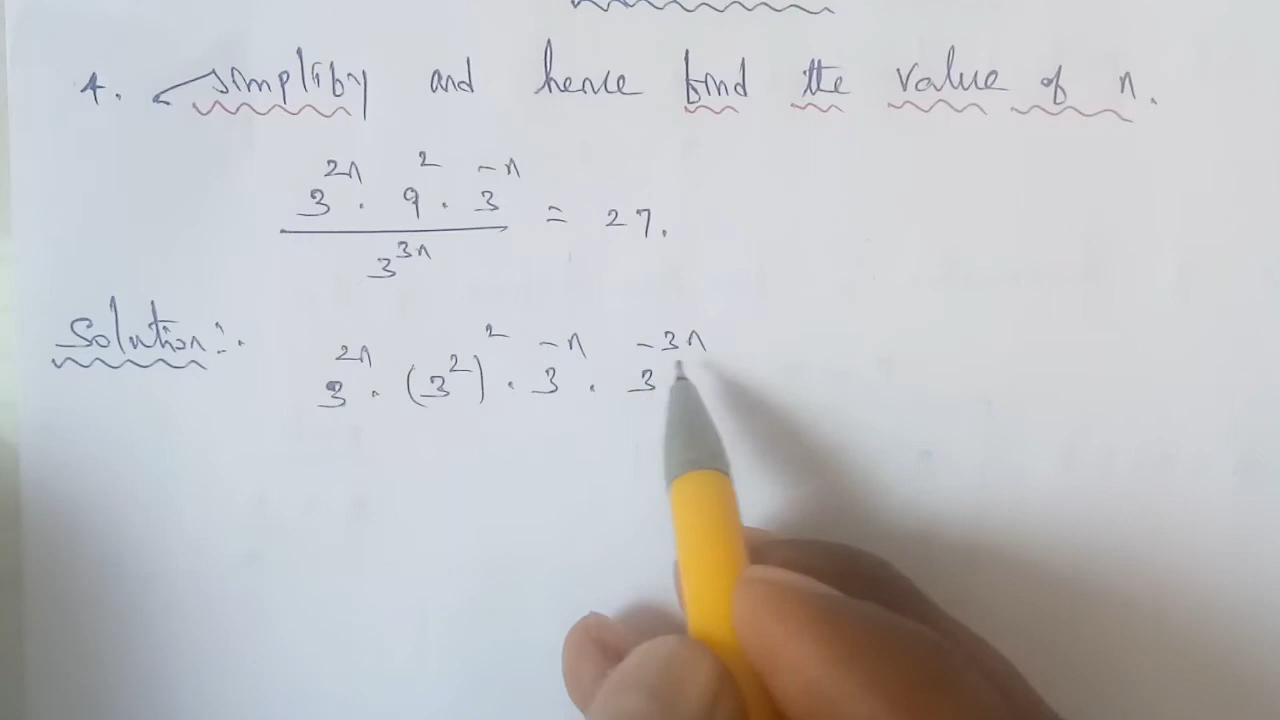 4. Simplify and hence find the value of n.
3^{2n} . 9^2 . 3^{-n}
= 27.
3^{3n}
Solution:-
3^{2n} . (3^2)^2 . 3^{-n} . 3^{-3n}